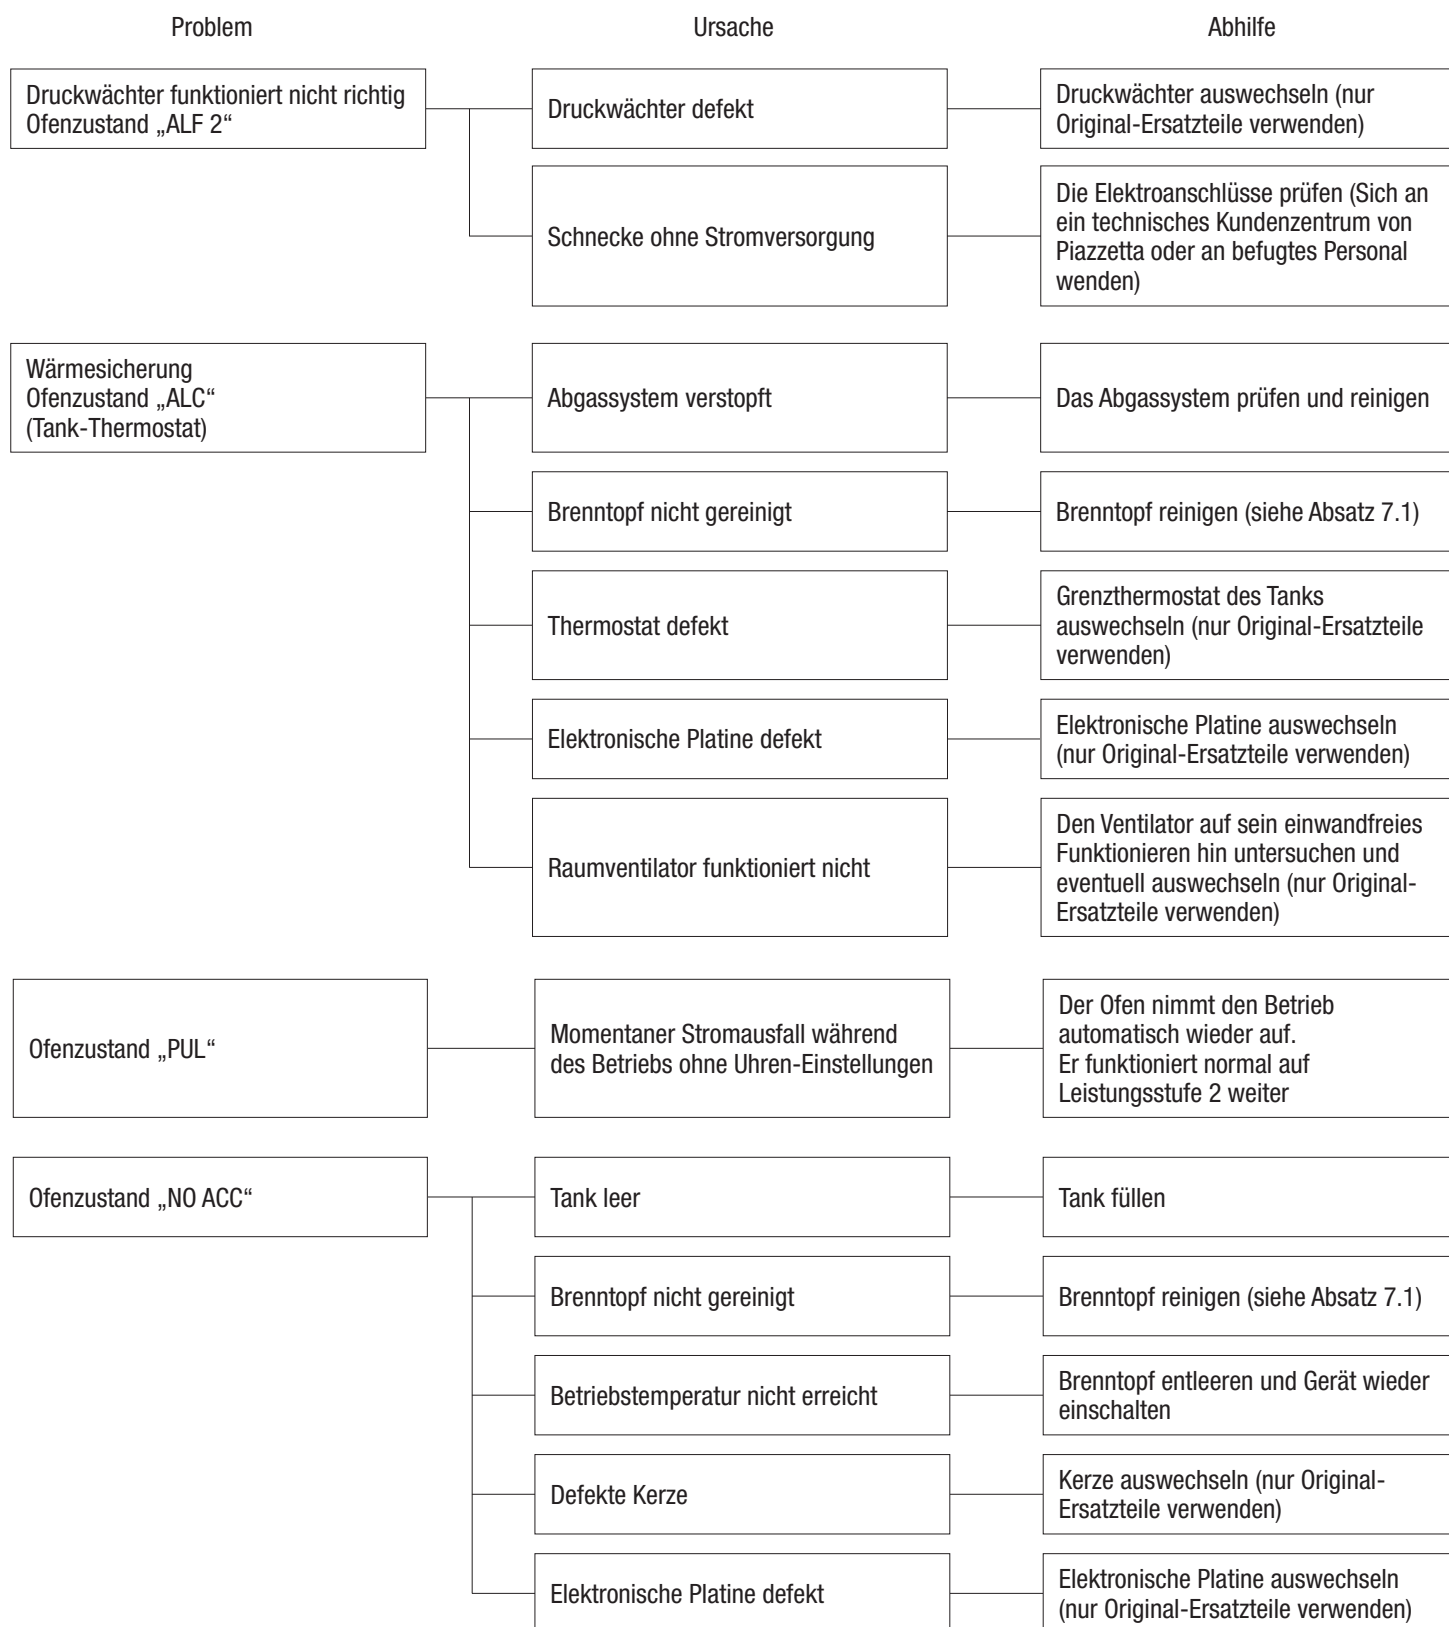 Problem
Ursache
Abhilfe
Druckwächter funktioniert nicht richtig
Ofenzustand „ALF 2“
Druckwächter defekt
Druckwächter auswechseln (nur
Original-Ersatzteile verwenden)
Schnecke ohne Stromversorgung
Die Elektroanschlüsse prüfen (Sich an
ein technisches Kundenzentrum von
Piazzetta oder an befugtes Personal
wenden)
Wärmesicherung
Ofenzustand „ALC“
(Tank-Thermostat)
Abgassystem verstopft
Das Abgassystem prüfen und reinigen
Brenntopf nicht gereinigt
Brenntopf reinigen (siehe Absatz 7.1)
Thermostat defekt
Grenzthermostat des Tanks
auswechseln (nur Original-Ersatzteile
verwenden)
Elektronische Platine defekt
Elektronische Platine auswechseln
(nur Original-Ersatzteile verwenden)
Raumventilator funktioniert nicht
Den Ventilator auf sein einwandfreies
Funktionieren hin untersuchen und
eventuell auswechseln (nur Original-
Ersatzteile verwenden)
Ofenzustand „PUL“
Momentaner Stromausfall während
des Betriebs ohne Uhren-Einstellungen
Der Ofen nimmt den Betrieb
automatisch wieder auf.
Er funktioniert normal auf
Leistungsstufe 2 weiter
Ofenzustand „NO ACC“
Tank leer
Tank füllen
Brenntopf nicht gereinigt
Brenntopf reinigen (siehe Absatz 7.1)
Betriebstemperatur nicht erreicht
Brenntopf entleeren und Gerät wieder
einschalten
Defekte Kerze
Kerze auswechseln (nur Original-
Ersatzteile verwenden)
Elektronische Platine defekt
Elektronische Platine auswechseln
(nur Original-Ersatzteile verwenden)